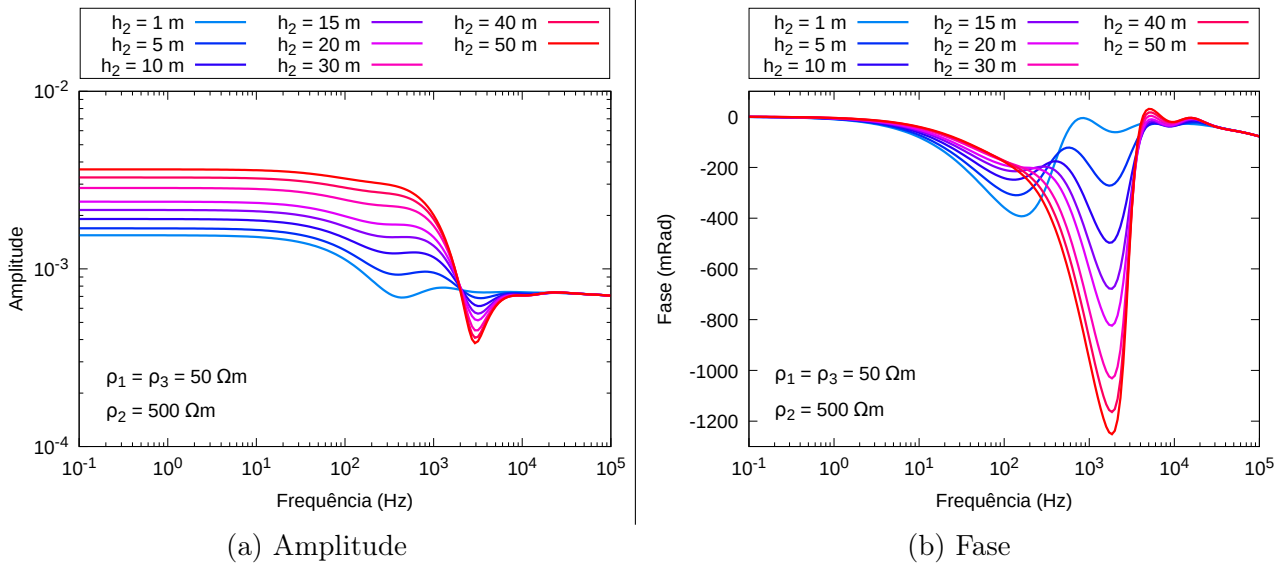 h₂ = 1 m h₂ = 15 m h₂ = 40 m
h₂ = 5 m h₂ = 20 m h₂ = 50 m
h₂ = 10 m h₂ = 30 m
10⁻²
10⁻³
10⁻⁴
Amplitude
ρ₁ = ρ₃ = 50 Ωm
ρ₂ = 500 Ωm
10⁻¹ 10⁰ 10¹ 10² 10³ 10⁴ 10⁵
Frequência (Hz)
(a) Amplitude
h₂ = 1 m h₂ = 15 m h₂ = 40 m
h₂ = 5 m h₂ = 20 m h₂ = 50 m
h₂ = 10 m h₂ = 30 m
0
-200
-400
-600
-800
-1000
-1200
Fase (mRad)
ρ₁ = ρ₃ = 50 Ωm
ρ₂ = 500 Ωm
10⁻¹ 10⁰ 10¹ 10² 10³ 10⁴ 10⁵
Frequência (Hz)
(b) Fase